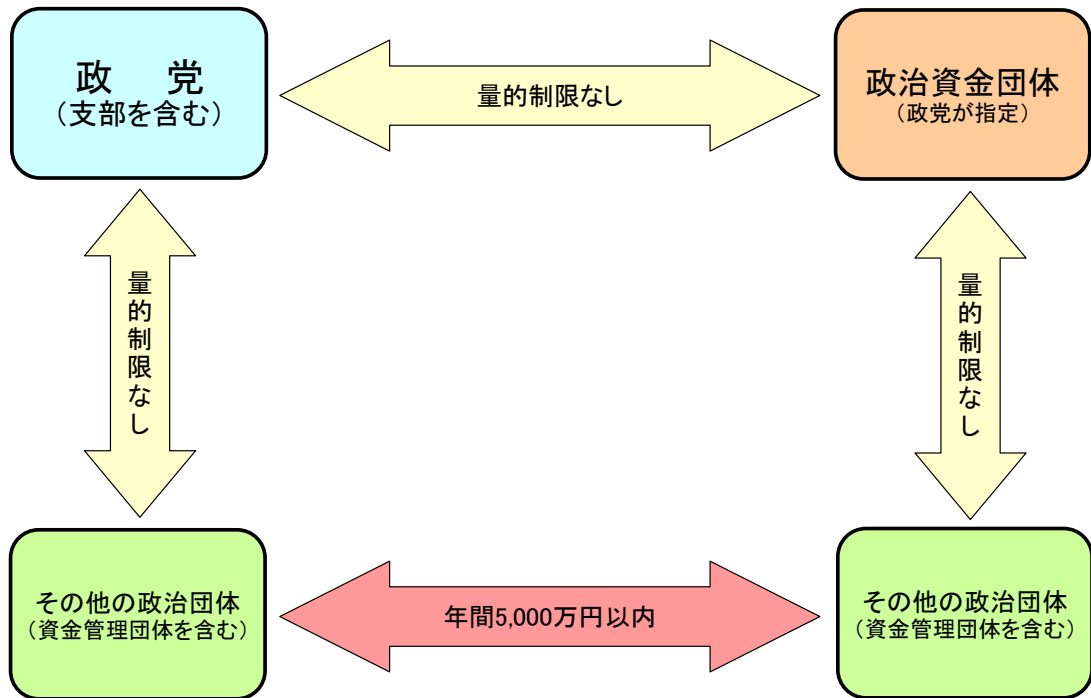 政　党
（支部を含む）
量的制限なし
政治資金団体
（政党が指定）
量的制限なし
量的制限なし
その他の政治団体
（資金管理団体を含む）
年間5,000万円以内
その他の政治団体
（資金管理団体を含む）